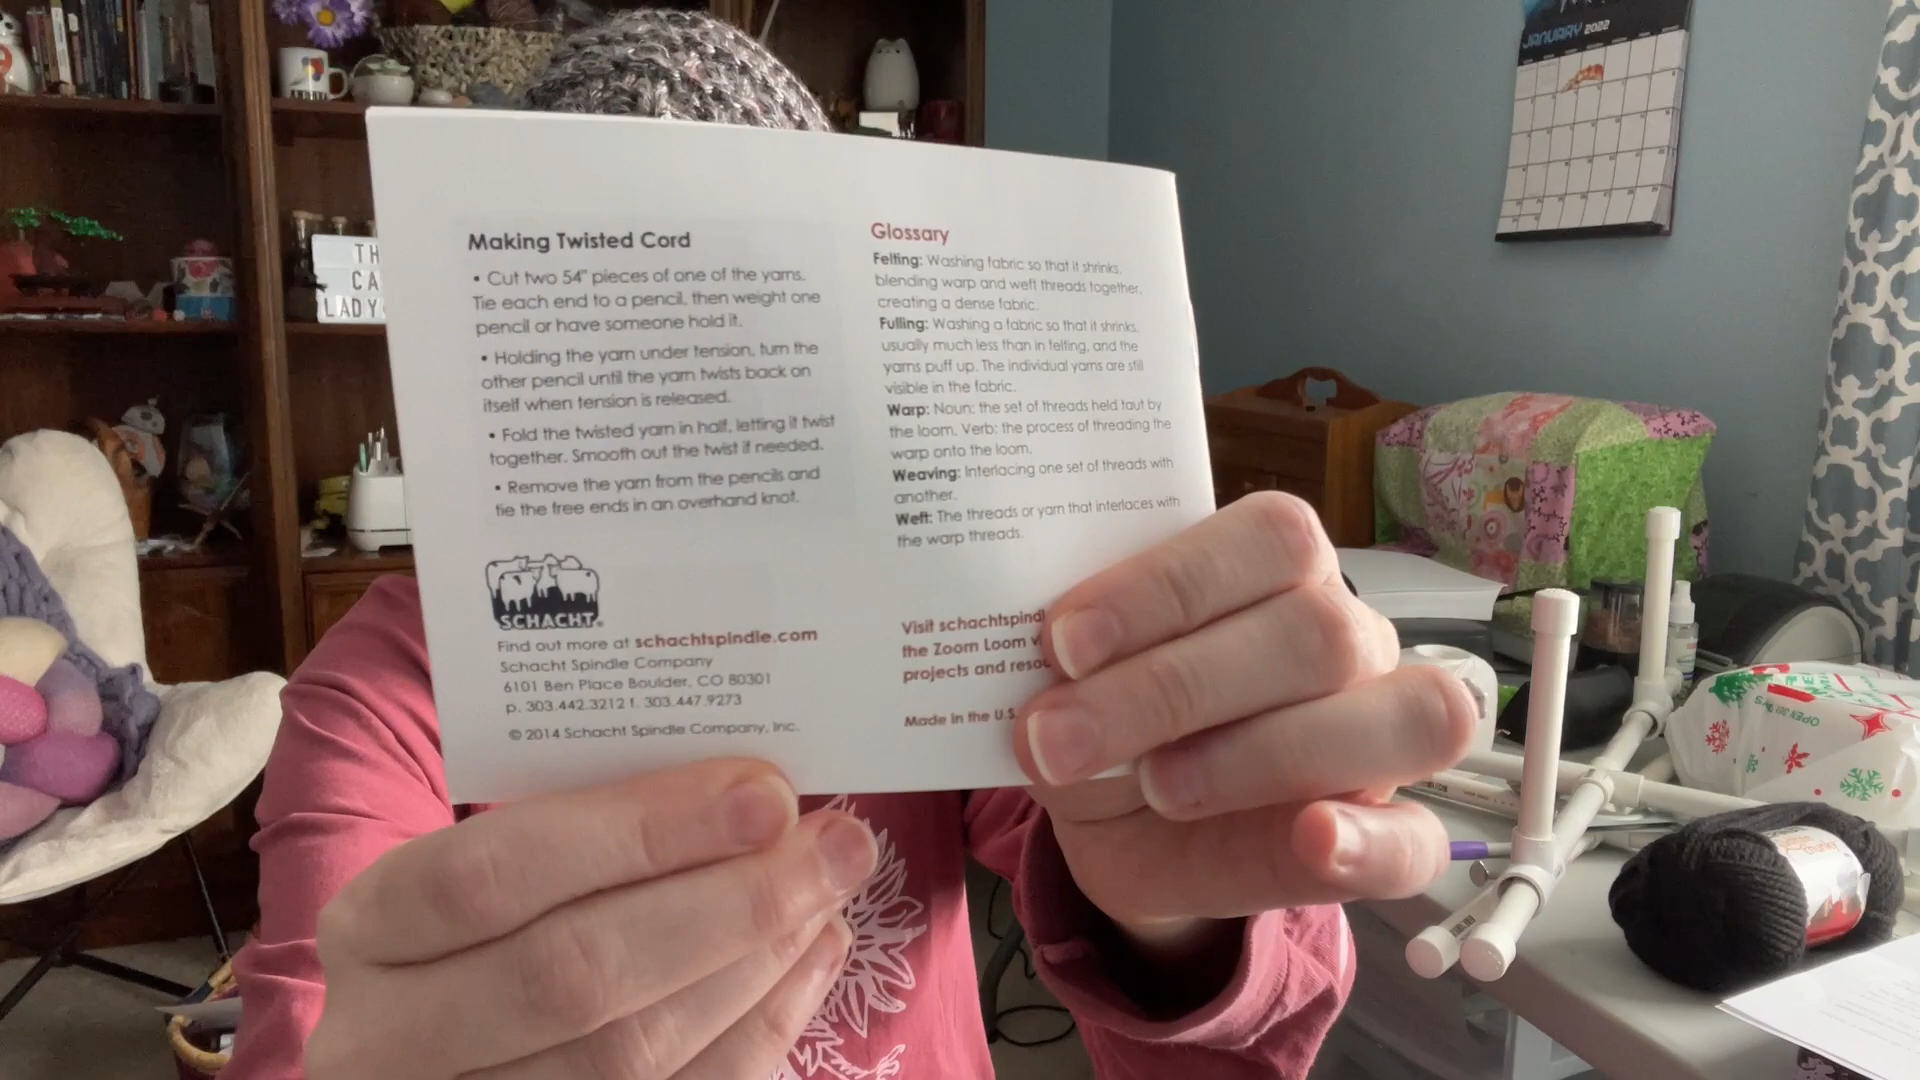 Making Twisted Cord
• Cut two 54" pieces of one of the yarns.
Tie each end to a pencil, then weight one
pencil or have someone hold it.
• Holding the yarn under tension, turn the
other pencil until the yarn twists back on
itself when tension is released.
• Fold the twisted yarn in half, letting it twist
together. Smooth out the twist if needed.
• Remove the yarn from the pencils and
tie the free ends in an overhand knot.
SCHACHT®
Find out more at schachtspindle.com
Schacht Spindle Company
6101 Ben Place Boulder, CO 80301
p. 303.442.3212 f. 303.447.9273
© 2014 Schacht Spindle Company, Inc.
Glossary
Felting: Washing fabric so that it shrinks,
blending warp and weft threads together,
creating a dense fabric.
Fulling: Washing a fabric so that it shrinks,
usually much less than in felting, and the
yarns puff up. The individual yarns are still
visible in the fabric.
Warp: Noun: the set of threads held taut by
the loom. Verb: the process of threading the
warp onto the loom.
Weaving: Interlacing one set of threads with
another.
Weft: The threads or yarn that interlaces with
the warp threads.
Visit schachtspindl
the Zoom Loom
projects and
Made in the U.S.
TH
CA
LADY
JANUARY 2022
OPEN 361 DAYS